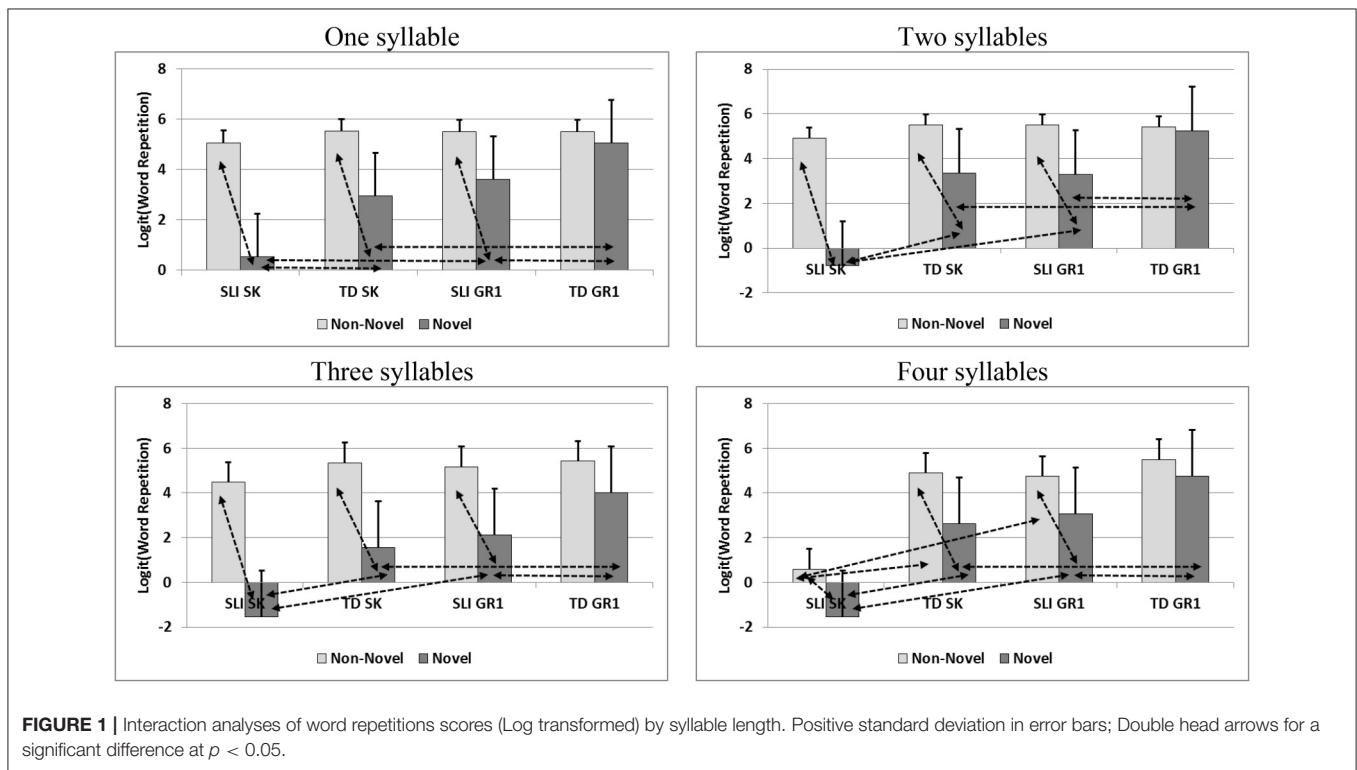 One syllable
Logit(Word Repetition)
8
6
4
2
0
SLI SK TD SK SLI GR1 TD GR1
Non-Novel Novel
Two syllables
Logit(Word Repetition)
8
6
4
2
0
-2
SLI SK TD SK SLI GR1 TD GR1
Non-Novel Novel
Three syllables
Logit(Word Repetition)
8
6
4
2
0
-2
SLI SK TD SK SLI GR1 TD GR1
Non-Novel Novel
Four syllables
Logit(Word Repetition)
8
6
4
2
0
-2
SLI SK TD SK SLI GR1 TD GR1
Non-Novel Novel
FIGURE 1 | Interaction analyses of word repetitions scores (Log transformed) by syllable length. Positive standard deviation in error bars; Double head arrows for a
significant difference at p < 0.05.